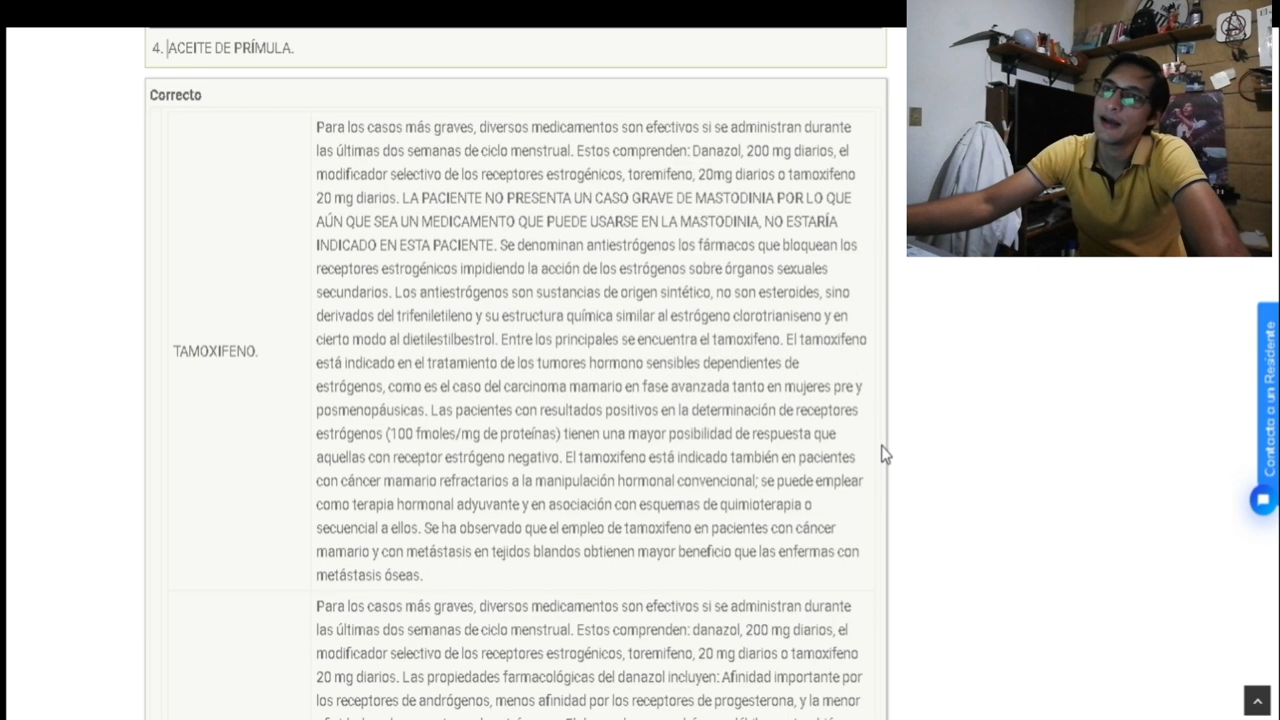 4. ACEITE DE PRÍMULA.
Correcto
TAMOXIFENO.
Para los casos más graves, diversos medicamentos son efectivos si se administran durante
las últimas dos semanas de ciclo menstrual. Estos comprenden: Danazol, 200 mg diarios, el
modificador selectivo de los receptores estrogénicos, toremifeno, 20mg diarios o tamoxifeno
20 mg diarios. LA PACIENTE NO PRESENTA UN CASO GRAVE DE MASTODINIA POR LO QUE
AÚN QUE SEA UN MEDICAMENTO QUE PUEDE USARSE EN LA MASTODINIA, NO ESTARÍA
INDICADO EN ESTA PACIENTE. Se denominan antiestrógenos los fármacos que bloquean los
receptores estrogénicos impidiendo la acción de los estrógenos sobre órganos sexuales
secundarios. Los antiestrógenos son sustancias de origen sintético, no son esteroides, sino
derivados del trifeniletileno y su estructura química similar al estrógeno clorotrianiseno y en
cierto modo al dietilestilbestrol. Entre los principales se encuentra el tamoxifeno. El tamoxifeno
está indicado en el tratamiento de los tumores hormono sensibles dependientes de
estrógenos, como es el caso del carcinoma mamario en fase avanzada tanto en mujeres pre y
posmenopáusicas. Las pacientes con resultados positivos en la determinación de receptores
estrógenos (100 fmoles/mg de proteínas) tienen una mayor posibilidad de respuesta que
aquellas con receptor estrógeno negativo. El tamoxifeno está indicado también en pacientes
con cáncer mamario refractarios a la manipulación hormonal convencional; se puede emplear
como terapia hormonal adyuvante y en asociación con esquemas de quimioterapia o
secuencial a ellos. Se ha observado que el empleo de tamoxifeno en pacientes con cáncer
mamario y con metástasis en tejidos blandos obtienen mayor beneficio que las enfermas con
metástasis óseas.
Para los casos más graves, diversos medicamentos son efectivos si se administran durante
las últimas dos semanas de ciclo menstrual. Estos comprenden: danazol, 200 mg diarios, el
modificador selectivo de los receptores estrogénicos, toremifeno, 20 mg diarios o tamoxifeno
20 mg diarios. Las propiedades farmacológicas del danazol incluyen: Afinidad importante por
los receptores de andrógenos, menos afinidad por los receptores de progesterona, y la menor
Contacta a un Residente